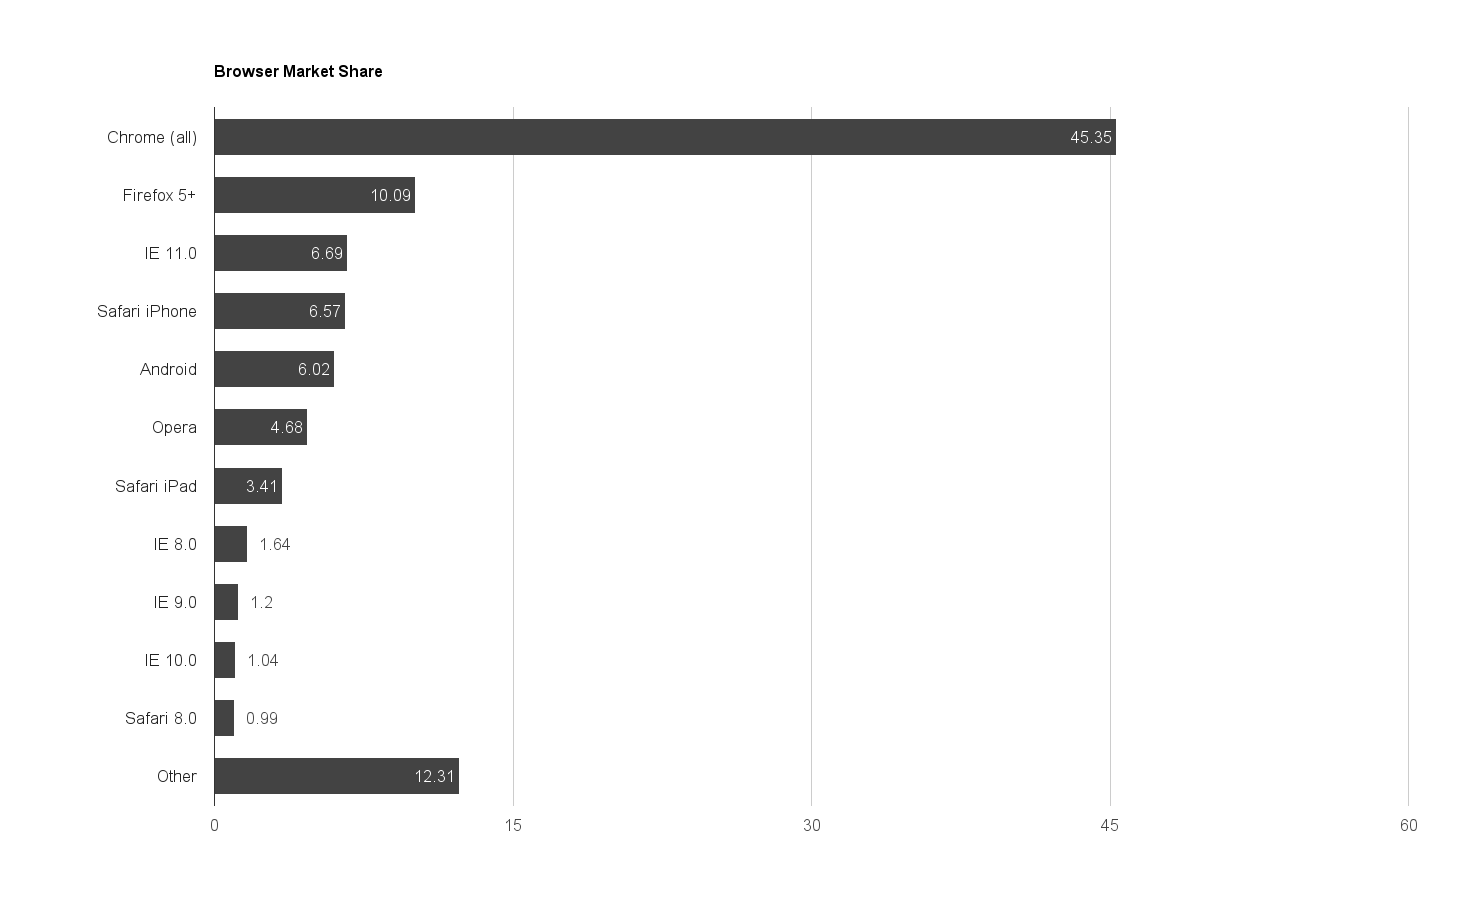 Browser Market Share
Chrome (all) 45.35
Firefox 5+ 10.09
IE 11.0 6.69
Safari iPhone 6.57
Android 6.02
Opera 4.68
Safari iPad 3.41
IE 8.0 1.64
IE 9.0 1.2
IE 10.0 1.04
Safari 8.0 0.99
Other 12.31
0 15 30 45 60